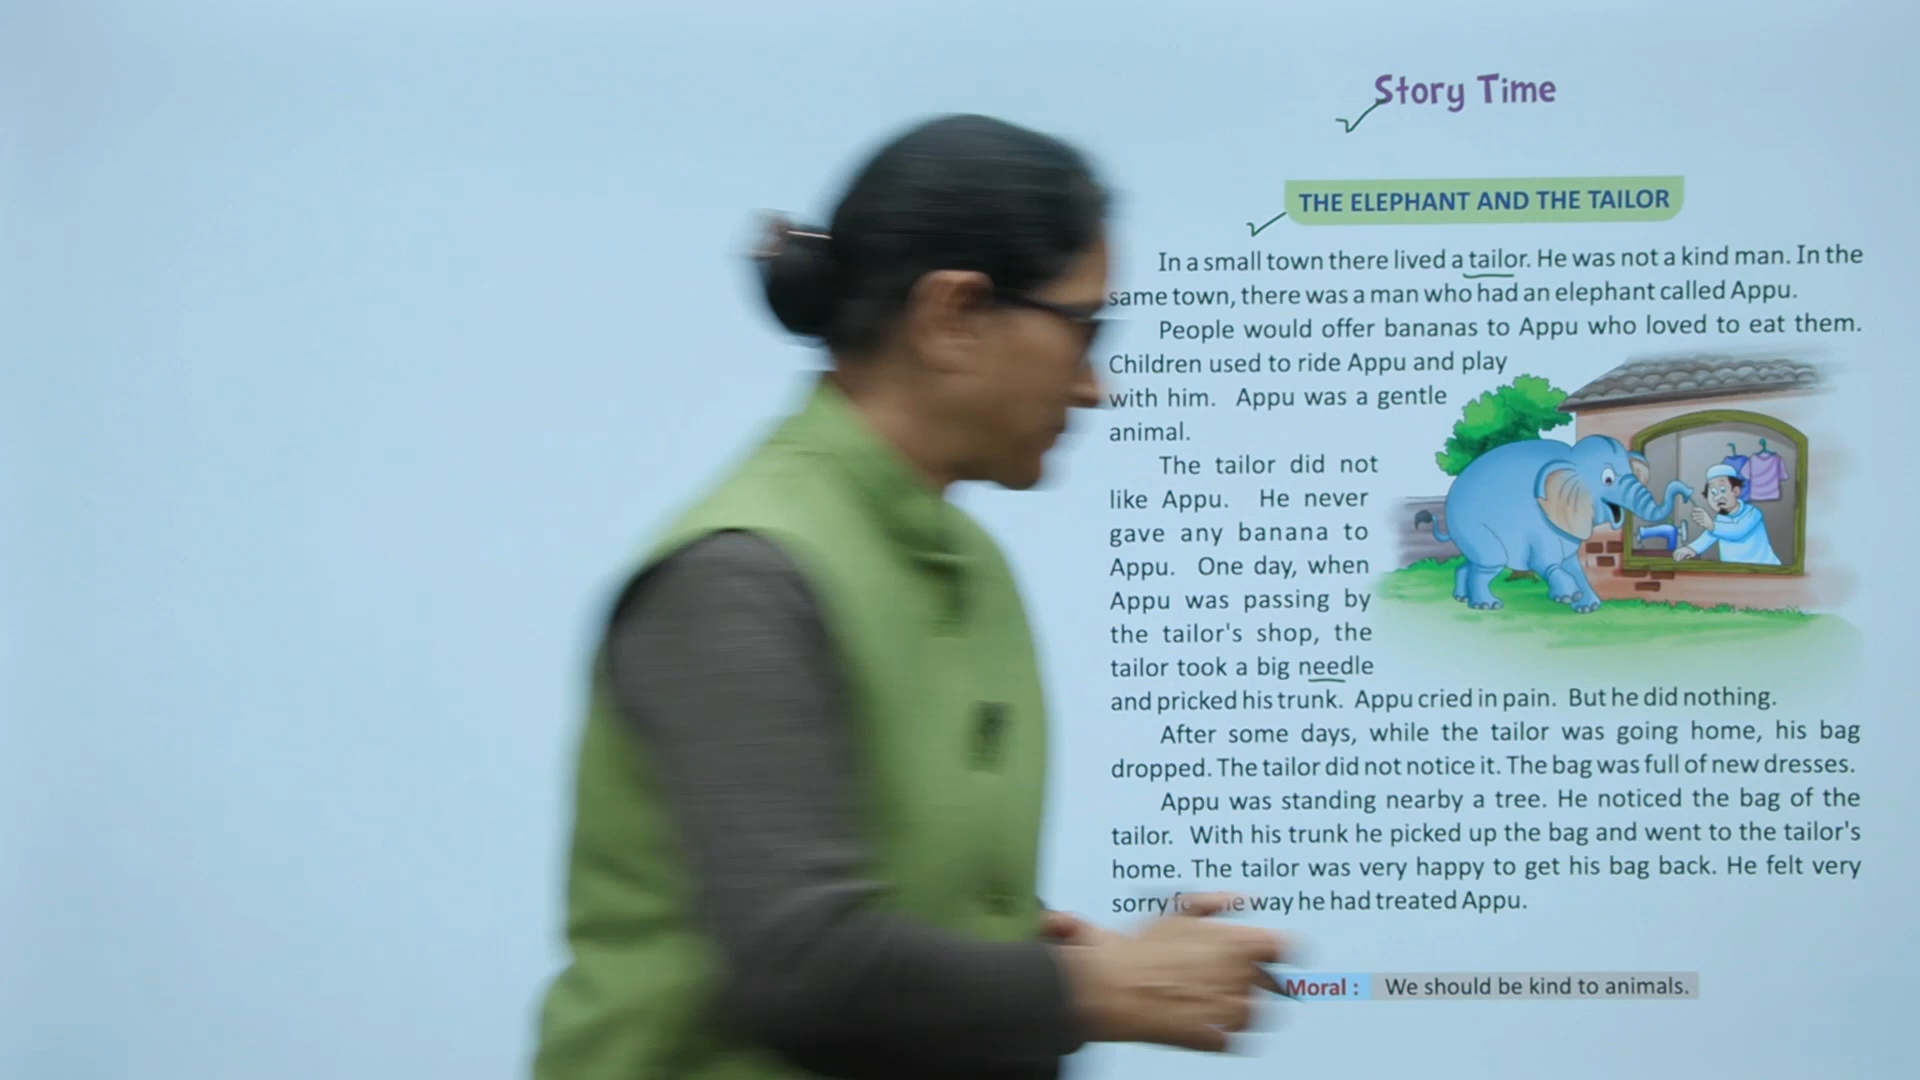 Story Time
THE ELEPHANT AND THE TAILOR
In a small town there lived a tailor. He was not a kind man. In the
same town, there was a man who had an elephant called Appu.
People would offer bananas to Appu who loved to eat them.
Children used to ride Appu and play
with him. Appu was a gentle
animal.
The tailor did not
like Appu. He never
gave any banana to
Appu. One day, when
Appu was passing by
the tailor's shop, the
tailor took a big needle
and pricked his trunk. Appu cried in pain. But he did nothing.
After some days, while the tailor was going home, his bag
dropped. The tailor did not notice it. The bag was full of new dresses.
Appu was standing nearby a tree. He noticed the bag of the
tailor. With his trunk he picked up the bag and went to the tailor's
home. The tailor was very happy to get his bag back. He felt very
sorry way he had treated Appu.
Moral : We should be kind to animals.